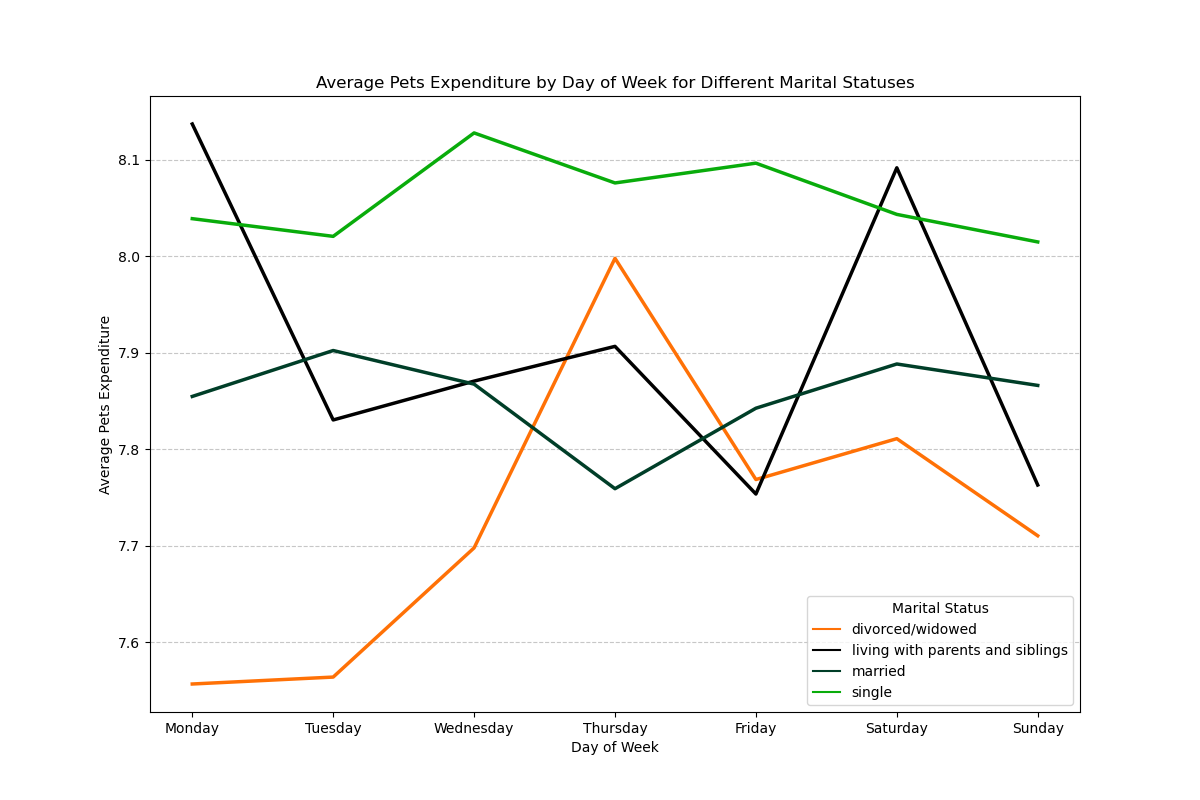 Average Pets Expenditure by Day of Week for Different Marital Statuses
Average Pets Expenditure
8.1
8.0
7.9
7.8
7.7
7.6
Marital Status
divorced/widowed
living with parents and siblings
married
single
Monday Tuesday Wednesday Thursday Friday Saturday Sunday
Day of Week